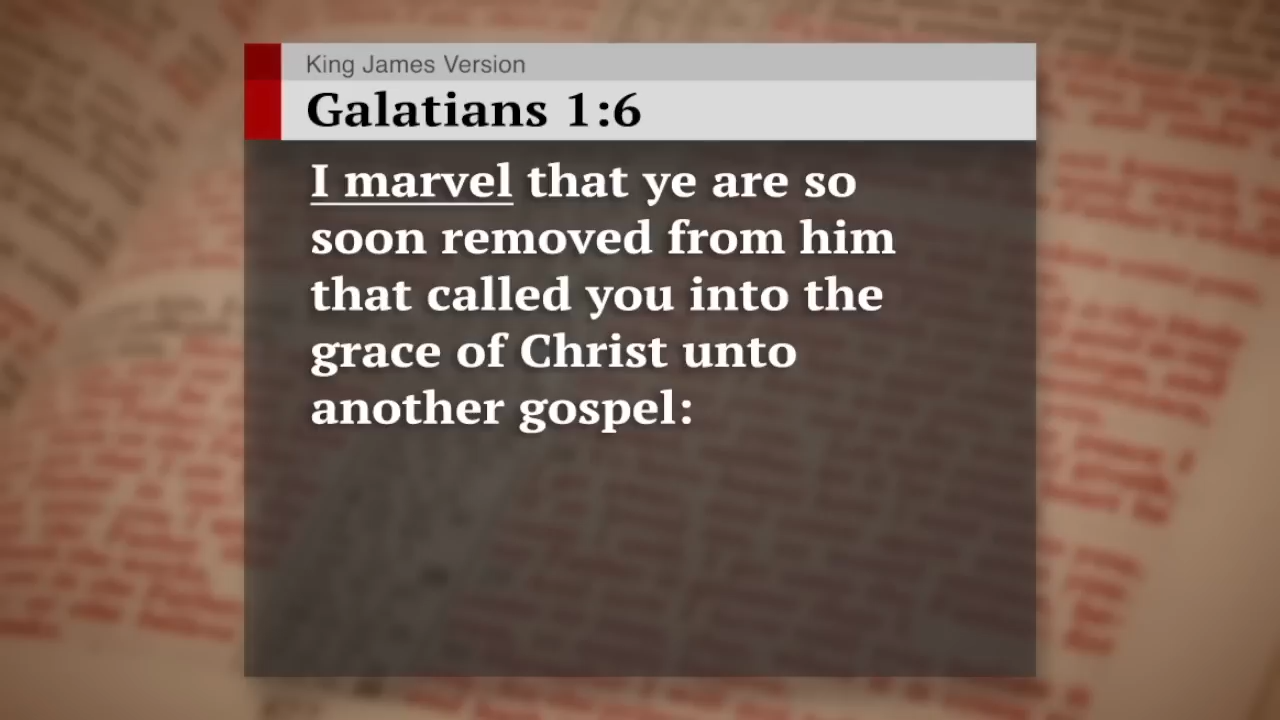 King James Version
Galatians 1:6
I marvel that ye are so
soon removed from him
that called you into the
grace of Christ unto
another gospel: